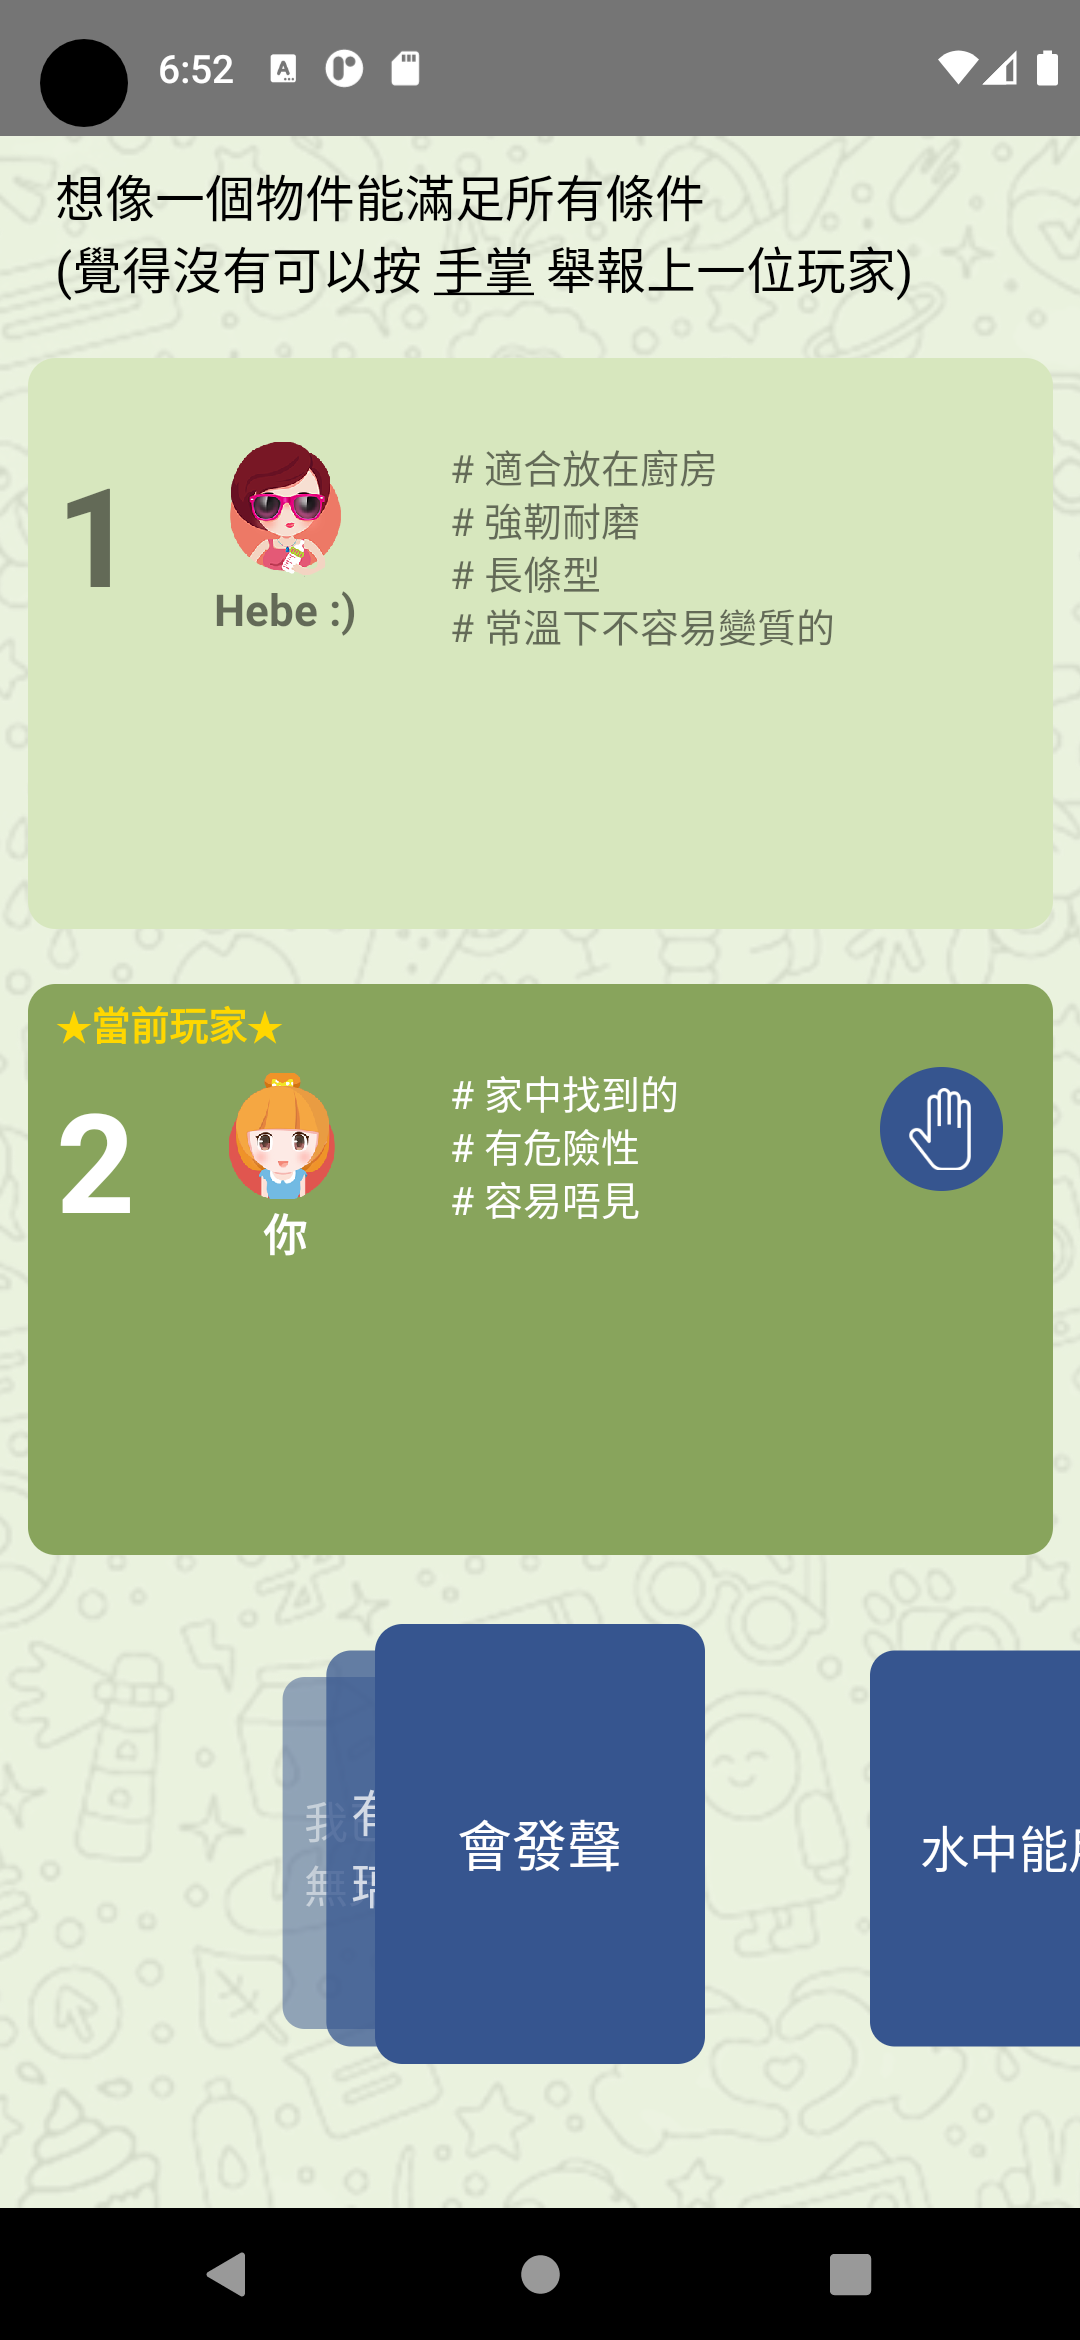 6:52
想像一個物件能滿足所有條件
(覺得沒有可以按 手堂 舉報上一位玩家)
1
Hebe :)
# 適合放在廚房
# 強韌耐磨
# 長條型
# 常溫下不容易變質的
★當前玩家★
2
你
# 家中找到的
# 有危險性
# 容易唔見
我
無
有
會發聲
水中能